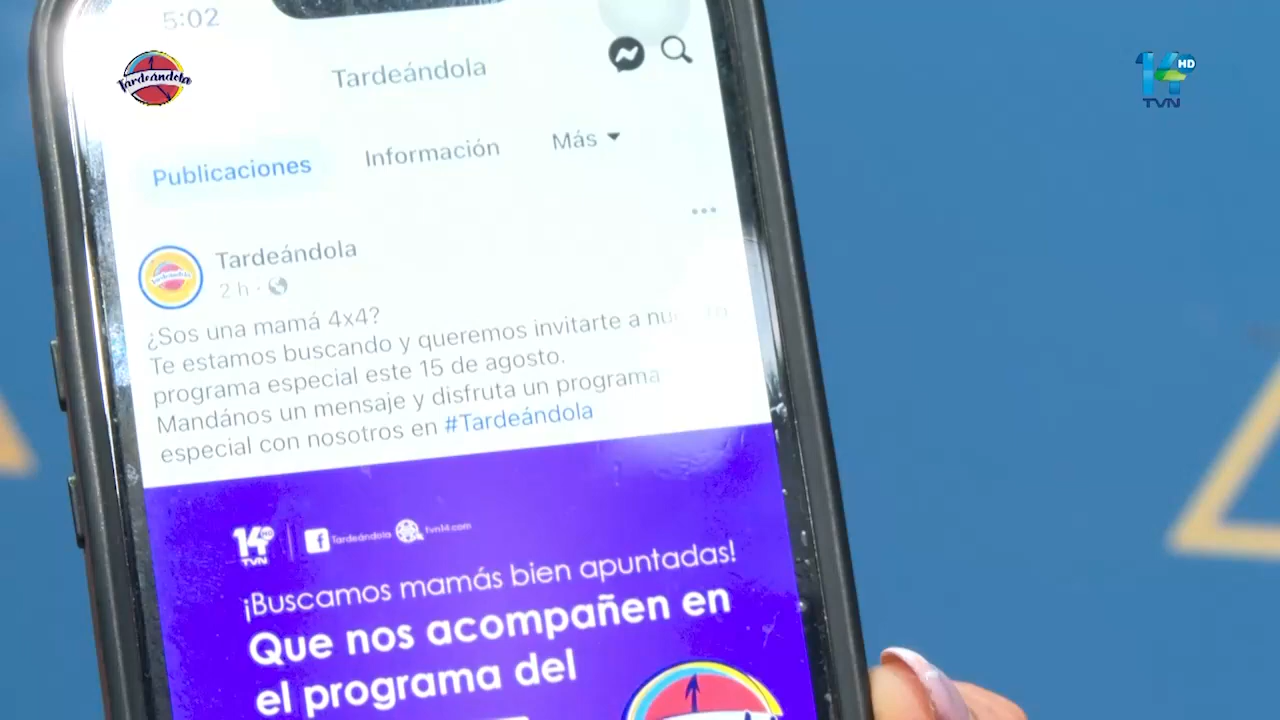 5:02
Tardeándola
Tardeándola
14 HD
TVN
Publicaciones
Información
Más
Tardeándola
2 h
¿Sos una mamá 4x4?
Te estamos buscando y queremos invitarte a
programa especial este 15 de agosto.
Mandános un mensaje y disfruta un programa
especial con nosotros en #Tardeándola
14 HD
TVN
Tardeándola
tvn14.com
¡Buscamos mamás bien apuntadas!
Que nos acompañen en
el programa del